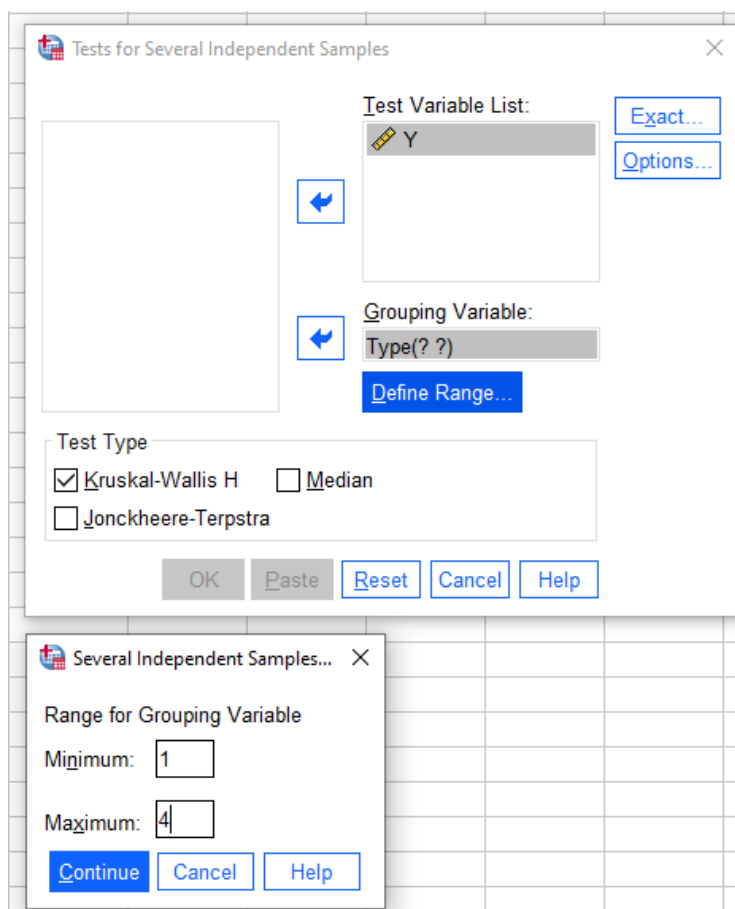 Tests for Several Independent Samples
Test Variable List:
Y
Exact...
Options...
Grouping Variable:
Type(? ?)
Define Range...
Test Type
Kruskal-Wallis H
Median
Jonckheere-Terpstra
OK
Paste
Reset
Cancel
Help
Several Independent Samples...
Range for Grouping Variable
Minimum: 1
Maximum: 4
Continue
Cancel
Help